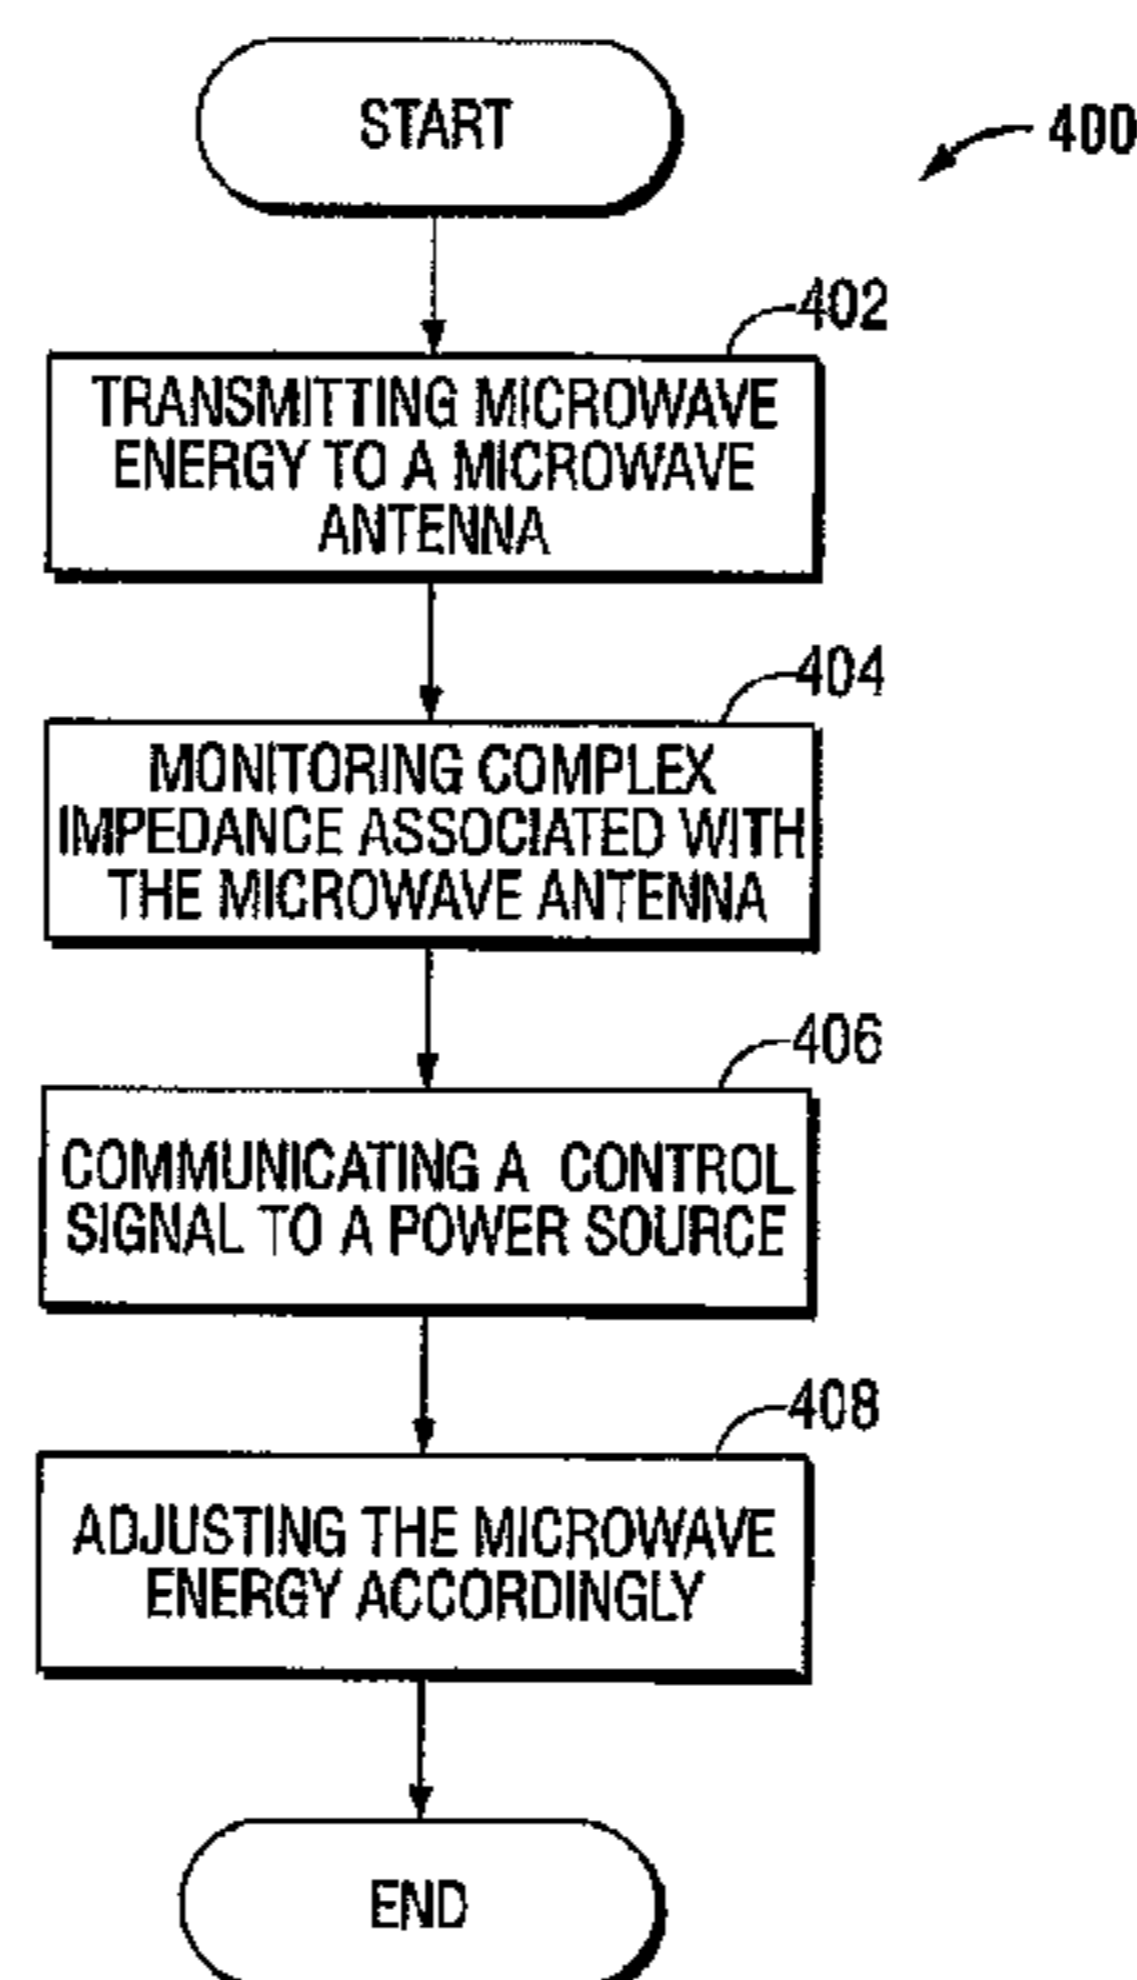 START
400
402
TRANSMITTING MICROWAVE
ENERGY TO A MICROWAVE
ANTENNA
404
MONITORING COMPLEX
IMPEDANCE ASSOCIATED WITH
THE MICROWAVE ANTENNA
406
COMMUNICATING A CONTROL
SIGNAL TO A POWER SOURCE
408
ADJUSTING THE MICROWAVE
ENERGY ACCORDINGLY
END